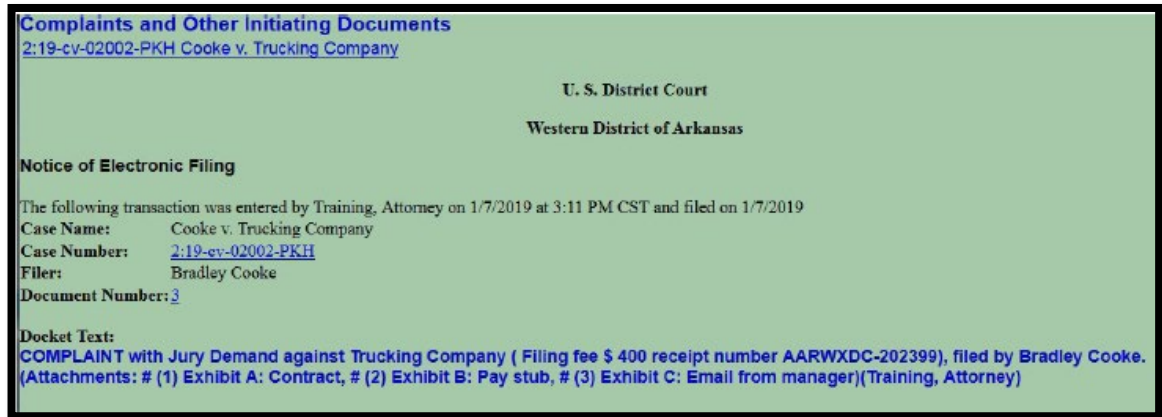 Complaints and Other Initiating Documents
2:19-cv-02002-PKH Cooke v. Trucking Company
U. S. District Court
Western District of Arkansas
Notice of Electronic Filing
The following transaction was entered by Training, Attorney on 1/7/2019 at 3:11 PM CST and filed on 1/7/2019
Case Name: Cooke v. Trucking Company
Case Number: 2:19-cv-02002-PKH
Filer: Bradley Cooke
Document Number: 3
Docket Text:
COMPLAINT with Jury Demand against Trucking Company ( Filing fee $ 400 receipt number AARWXDC-202399), filed by Bradley Cooke.
(Attachments: # (1) Exhibit A: Contract, # (2) Exhibit B: Pay stub, # (3) Exhibit C: Email from manager)(Training, Attorney)